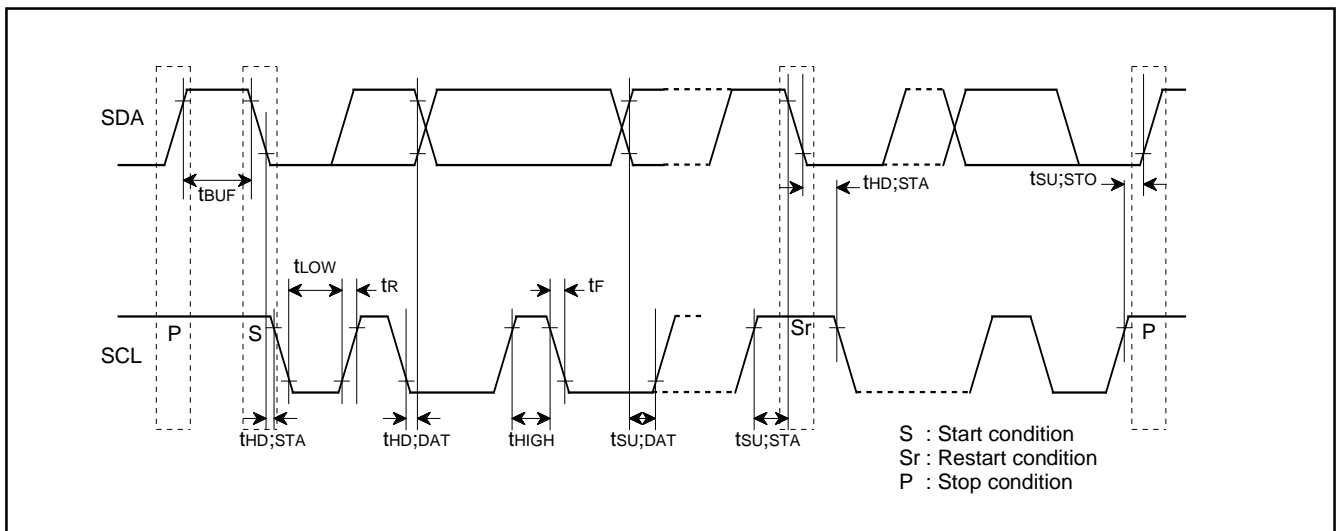 SDA
tBUF
tHD;STA
tSU;STO
tLOW
tR
tF
P
S
Sr
P
SCL
tHD;STA
tHD;DAT
tHIGH
tSU;DAT
tSU;STA
S : Start condition
Sr : Restart condition
P : Stop condition